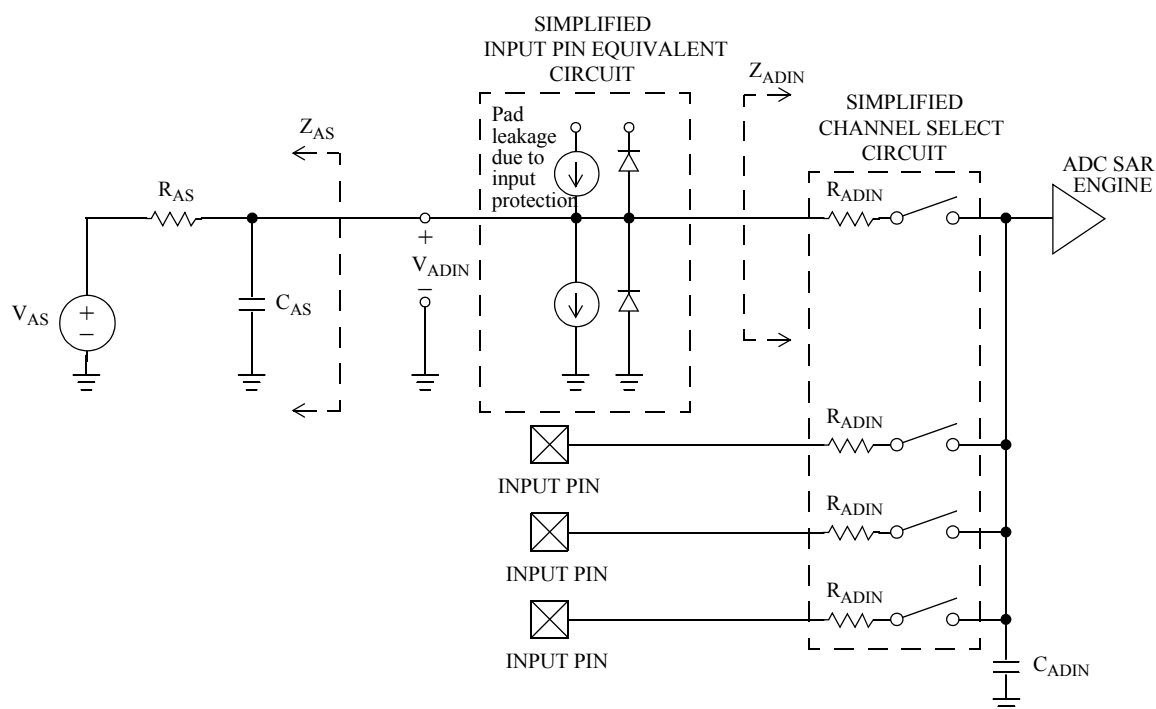 SIMPLIFIED
INPUT PIN EQUIVALENT
CIRCUIT
Pad
leakage
due to
input
protection
Z_AS
Z_ADIN
SIMPLIFIED
CHANNEL SELECT
CIRCUIT
ADC SAR
ENGINE
R_AS
R_ADIN
+
V_ADIN
–
C_AS
V_AS
+
–
R_ADIN
INPUT PIN
R_ADIN
INPUT PIN
R_ADIN
INPUT PIN
C_ADIN